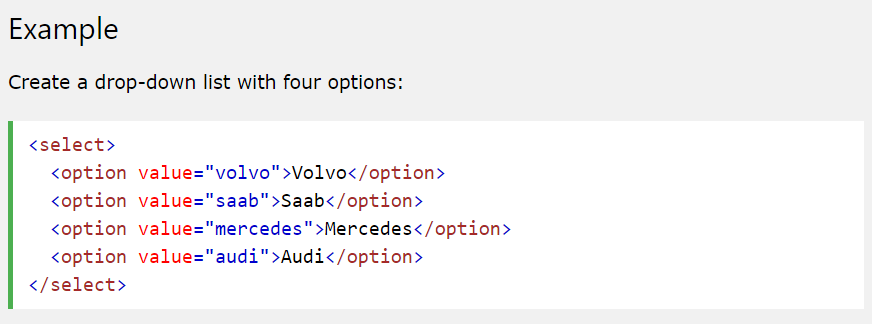 Example
Create a drop-down list with four options:
<select>
  <option value="volvo">Volvo</option>
  <option value="saab">Saab</option>
  <option value="mercedes">Mercedes</option>
  <option value="audi">Audi</option>
</select>